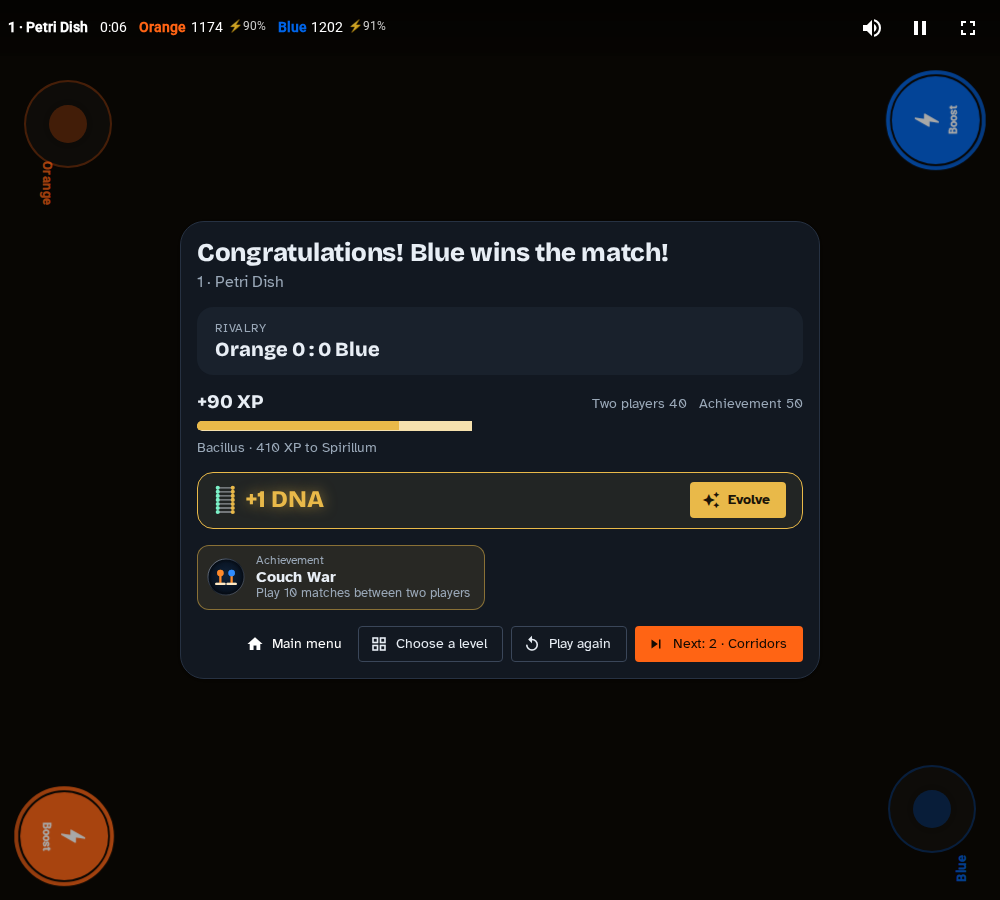 1 · Petri Dish 0:06 Orange 1174 ⚡90% Blue 1202 ⚡91%
Boost
Orange
Congratulations! Blue wins the match!
1 · Petri Dish
RIVALRY
Orange 0 : 0 Blue
+90 XP
Two players 40 Achievement 50
Bacillus · 410 XP to Spirillum
+1 DNA
Evolve
Achievement
Couch War
Play 10 matches between two players
Main menu
Choose a level
Play again
Next: 2 · Corridors
Boost
Blue